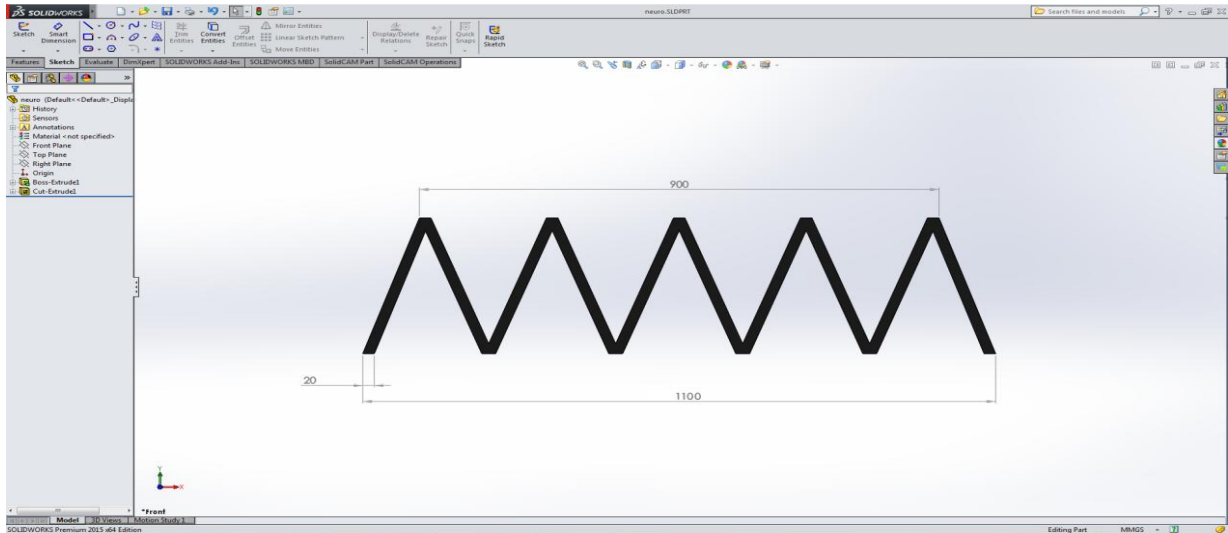 SOLIDWORKS
neuro.SLDPRT
Search files and models
Sketch
Smart Dimension
Trim Entities
Convert Entities
Offset Entities
Mirror Entities
Linear Sketch Pattern
Move Entities
Display/Delete Relations
Repair Sketch
Quick Snaps
Rapid Sketch
Features Sketch Evaluate DimXpert SOLIDWORKS Add-Ins SOLIDWORKS MBD SolidCAM Part SolidCAM Operations
neuro (Default<<Default>_Displa
History
Sensors
Annotations
Material <not specified>
Front Plane
Top Plane
Right Plane
Origin
Boss-Extrude1
Cut-Extrude1
900
20
1100
Y
X
*Front
Model 3D Views Motion Study 1
SOLIDWORKS Premium 2015 x64 Edition
Editing Part MMGS